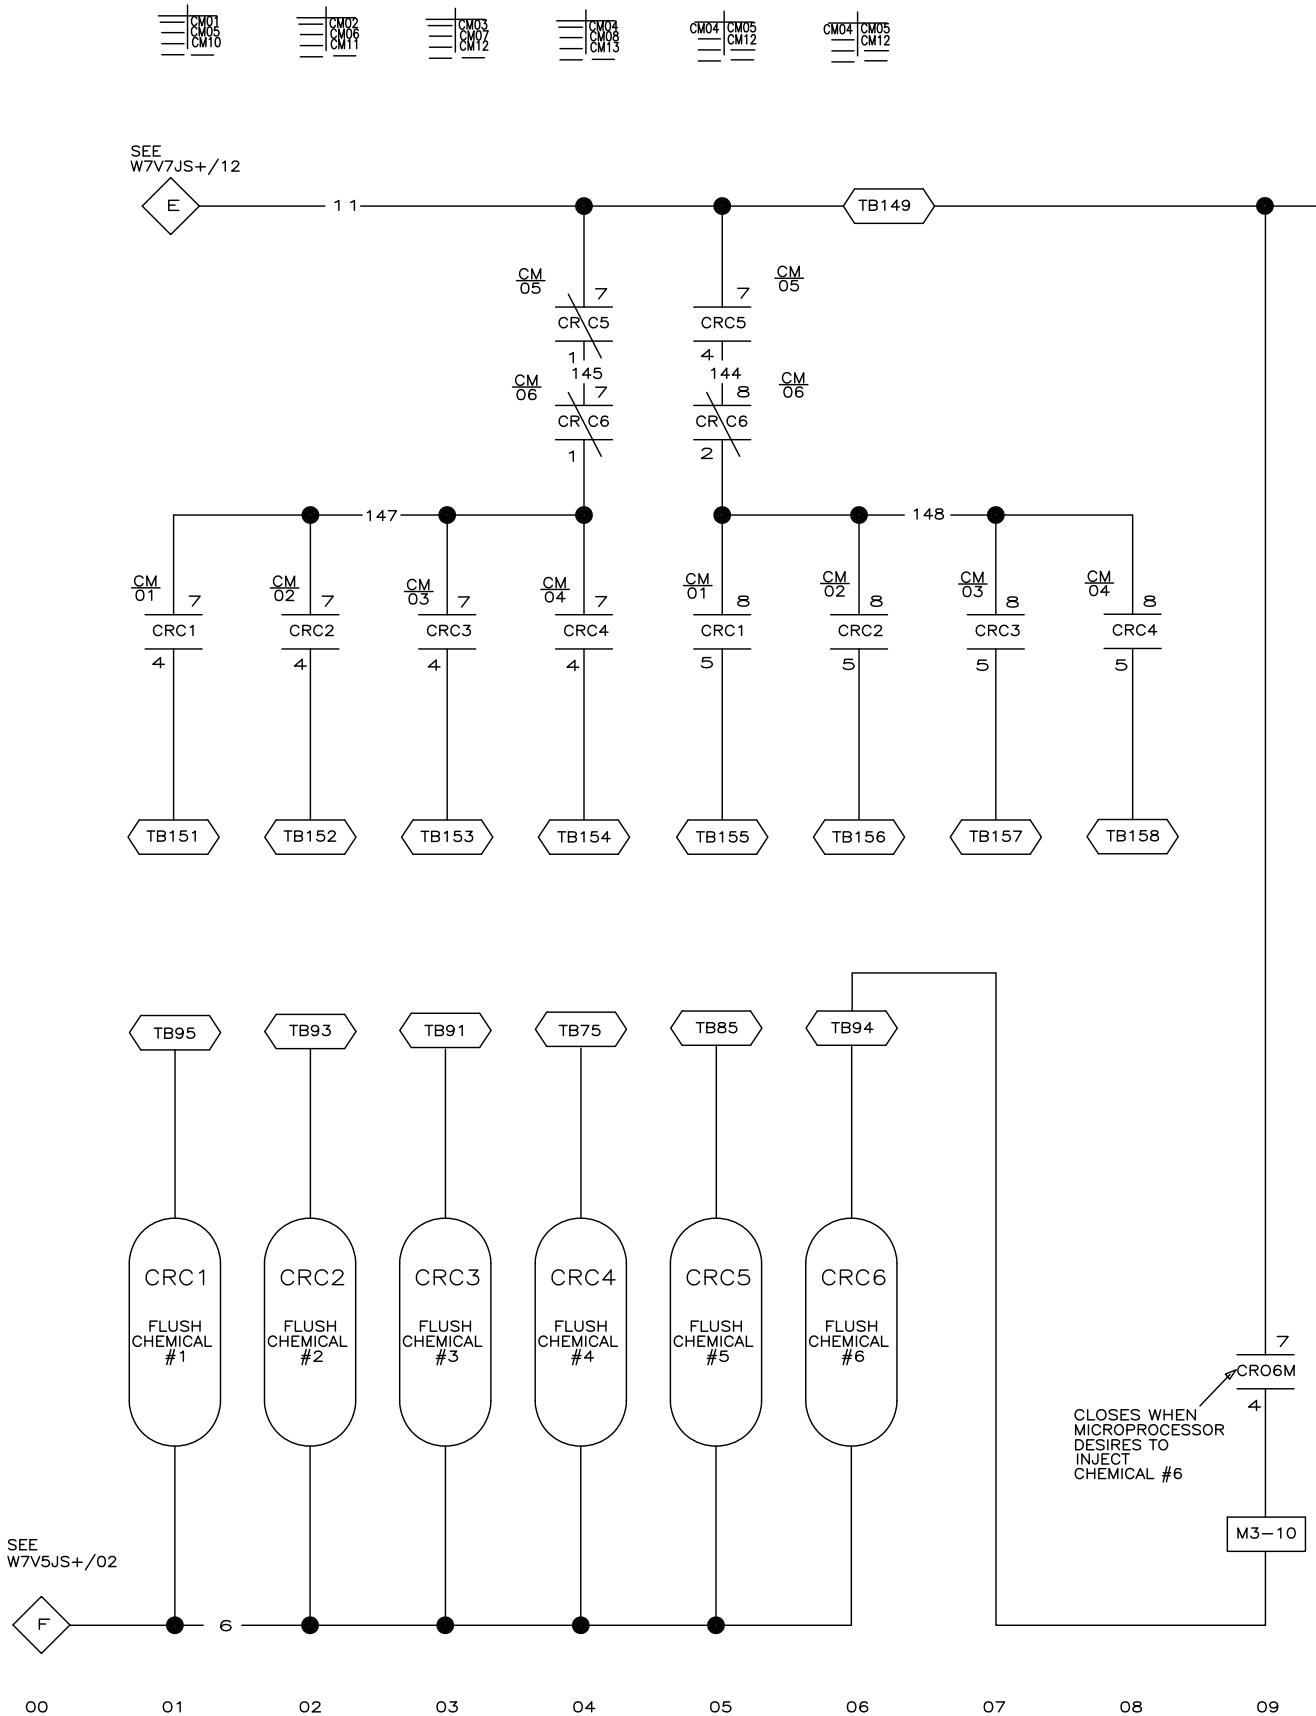 CM01
CM05
CM10
CM02
CM06
CM11
CM03
CM07
CM12
CM04
CM08
CM13
CM04 CM05
CM12
CM04 CM05
CM12
SEE
W7V7JS+/12
E
11
TB149
CM
05
7
CR C5
1
145
CM
06
7
CR C6
1
CM
05
7
CRC5
4
144
CM
06
8
CR C6
2
147
148
CM
01
7
CRC1
4
CM
02
7
CRC2
4
CM
03
7
CRC3
4
CM
04
7
CRC4
4
CM
01
8
CRC1
5
CM
02
8
CRC2
5
CM
03
8
CRC3
5
CM
04
8
CRC4
5
TB151
TB152
TB153
TB154
TB155
TB156
TB157
TB158
TB95
TB93
TB91
TB75
TB85
TB94
CRC1
FLUSH
CHEMICAL
#1
CRC2
FLUSH
CHEMICAL
#2
CRC3
FLUSH
CHEMICAL
#3
CRC4
FLUSH
CHEMICAL
#4
CRC5
FLUSH
CHEMICAL
#5
CRC6
FLUSH
CHEMICAL
#6
7
CRO6M
4
CLOSES WHEN
MICROPROCESSOR
DESIRES TO
INJECT
CHEMICAL #6
M3-10
SEE
W7V5JS+/02
F
6
00 01 02 03 04 05 06 07 08 09